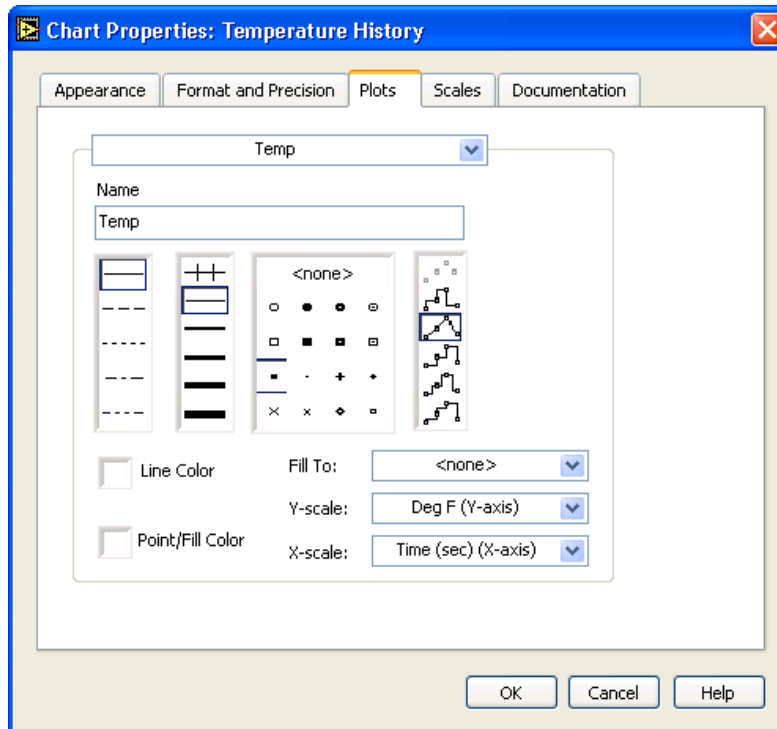 Chart Properties: Temperature History
Appearance
Format and Precision
Plots
Scales
Documentation
Temp
Name
Temp
<none>
Line Color
Point/Fill Color
Fill To:
<none>
Y-scale:
Deg F (Y-axis)
X-scale:
Time (sec) (X-axis)
OK
Cancel
Help